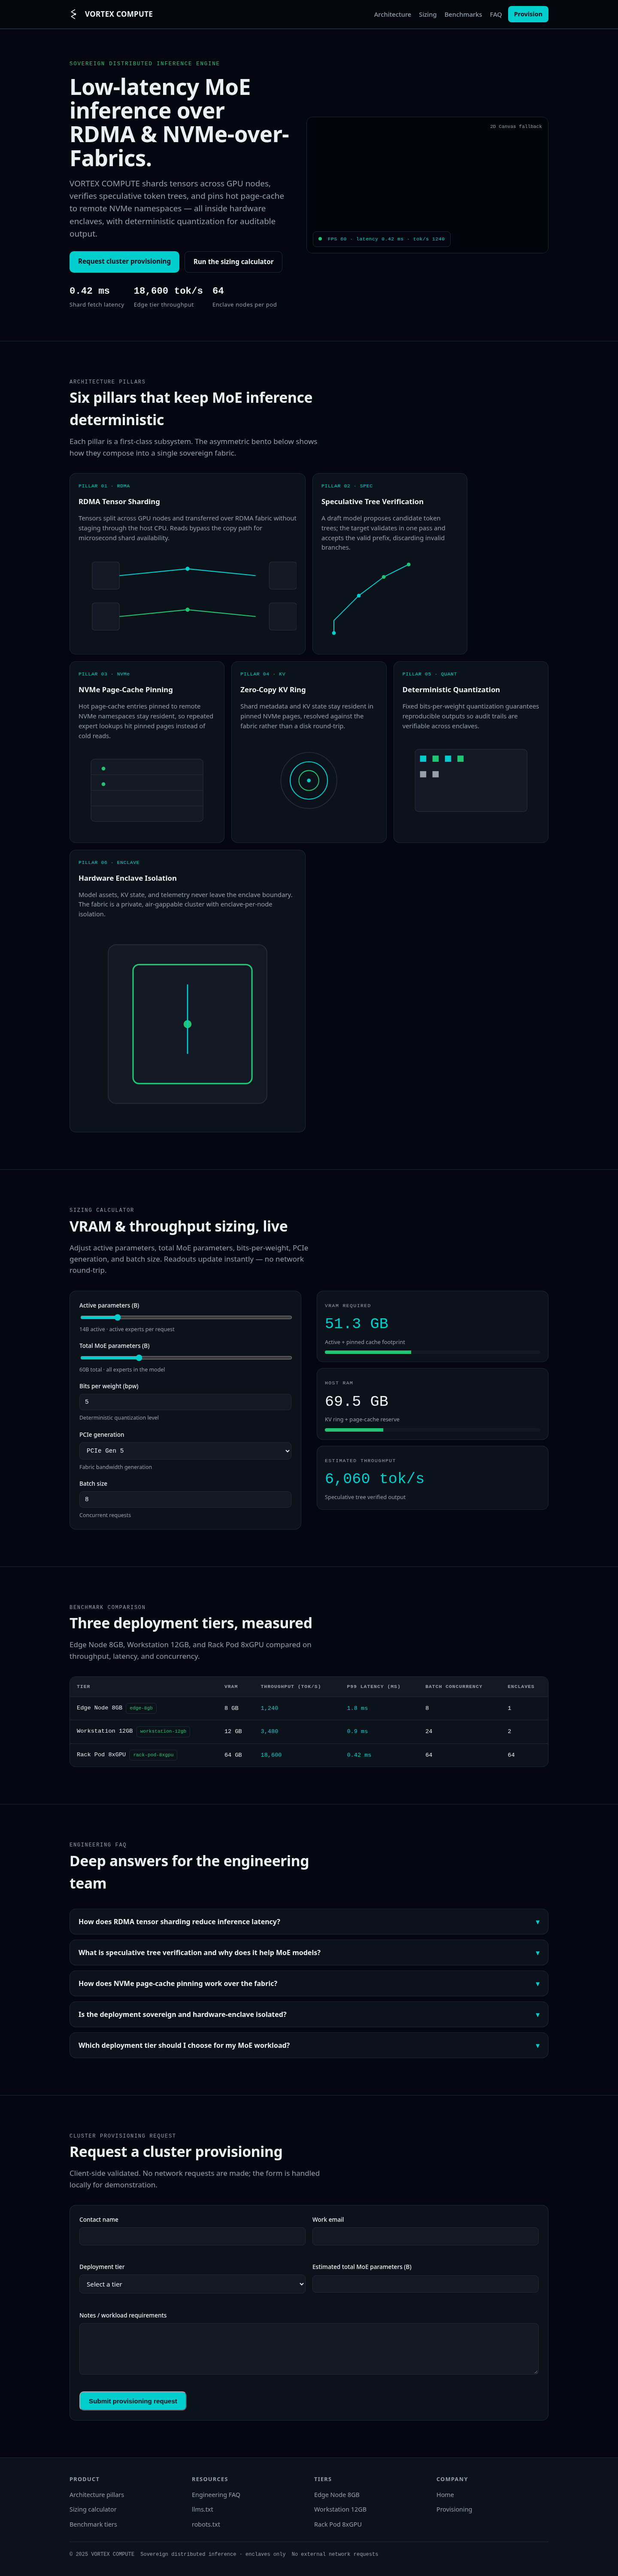 VORTEX COMPUTE
Architecture
Sizing
Benchmarks
FAQ
Provision
SOVEREIGN DISTRIBUTED INFERENCE ENGINE
Low-latency MoE
inference over
RDMA & NVMe-over-
Fabrics.
VORTEX COMPUTE shards tensors across GPU nodes,
verifies speculative token trees, and pins hot page-cache
to remote NVMe namespaces — all inside hardware
enclaves, with deterministic quantization for auditable
output.
Request cluster provisioning
Run the sizing calculator
0.42 ms
Shard fetch latency
18,600 tok/s
Edge tier throughput
64
Enclave nodes per pod
2D Canvas fallback
FPS 60 · latency 0.42 ms · tok/s 1240
ARCHITECTURE PILLARS
Six pillars that keep MoE inference
deterministic
Each pillar is a first-class subsystem. The asymmetric bento below shows
how they compose into a single sovereign fabric.
PILLAR 01 · RDMA
RDMA Tensor Sharding
Tensors split across GPU nodes and transferred over RDMA fabric without
staging through the host CPU. Reads bypass the copy path for
microsecond shard availability.
PILLAR 02 · SPEC
Speculative Tree Verification
A draft model proposes candidate token
trees; the target validates in one pass and
accepts the valid prefix, discarding invalid
branches.
PILLAR 03 · NVMe
NVMe Page-Cache Pinning
Hot page-cache entries pinned to remote
NVMe namespaces stay resident, so repeated
expert lookups hit pinned pages instead of
cold reads.
PILLAR 04 · KV
Zero-Copy KV Ring
Shard metadata and KV state stay resident in
pinned NVMe pages, resolved against the
fabric rather than a disk round-trip.
PILLAR 05 · QUANT
Deterministic Quantization
Fixed bits-per-weight quantization guarantees
reproducible outputs so audit trails are
verifiable across enclaves.
PILLAR 06 · ENCLAVE
Hardware Enclave Isolation
Model assets, KV state, and telemetry never leave the enclave boundary.
The fabric is a private, air-gappable cluster with enclave-per-node
isolation.
SIZING CALCULATOR
VRAM & throughput sizing, live
Adjust active parameters, total MoE parameters, bits-per-weight, PCIe
generation, and batch size. Readouts update instantly — no network
round-trip.
Active parameters (B)
14B active · active experts per request
Total MoE parameters (B)
60B total · all experts in the model
Bits per weight (bpw)
5
Deterministic quantization level
PCIe generation
PCIe Gen 5
Fabric bandwidth generation
Batch size
8
Concurrent requests
VRAM REQUIRED
51.3 GB
Active + pinned cache footprint
HOST RAM
69.5 GB
KV ring + page-cache reserve
ESTIMATED THROUGHPUT
6,060 tok/s
Speculative tree verified output
BENCHMARK COMPARISON
Three deployment tiers, measured
Edge Node 8GB, Workstation 12GB, and Rack Pod 8xGPU compared on
throughput, latency, and concurrency.
TIER VRAM THROUGHPUT (TOK/S) P99 LATENCY (MS) BATCH CONCURRENCY ENCLAVES
Edge Node 8GB edge-8gb 8 GB 1,240 1.8 ms 8 1
Workstation 12GB workstation-12gb 12 GB 3,480 0.9 ms 24 2
Rack Pod 8xGPU rack-pod-8xgpu 64 GB 18,600 0.42 ms 64 64
ENGINEERING FAQ
Deep answers for the engineering
team
How does RDMA tensor sharding reduce inference latency?
What is speculative tree verification and why does it help MoE models?
How does NVMe page-cache pinning work over the fabric?
Is the deployment sovereign and hardware-enclave isolated?
Which deployment tier should I choose for my MoE workload?
CLUSTER PROVISIONING REQUEST
Request a cluster provisioning
Client-side validated. No network requests are made; the form is handled
locally for demonstration.
Contact name
Work email
Deployment tier
Select a tier
Estimated total MoE parameters (B)
Notes / workload requirements
Submit provisioning request
PRODUCT
Architecture pillars
Sizing calculator
Benchmark tiers
RESOURCES
Engineering FAQ
llms.txt
robots.txt
TIERS
Edge Node 8GB
Workstation 12GB
Rack Pod 8xGPU
COMPANY
Home
Provisioning
© 2025 VORTEX COMPUTE Sovereign distributed inference · enclaves only No external network requests